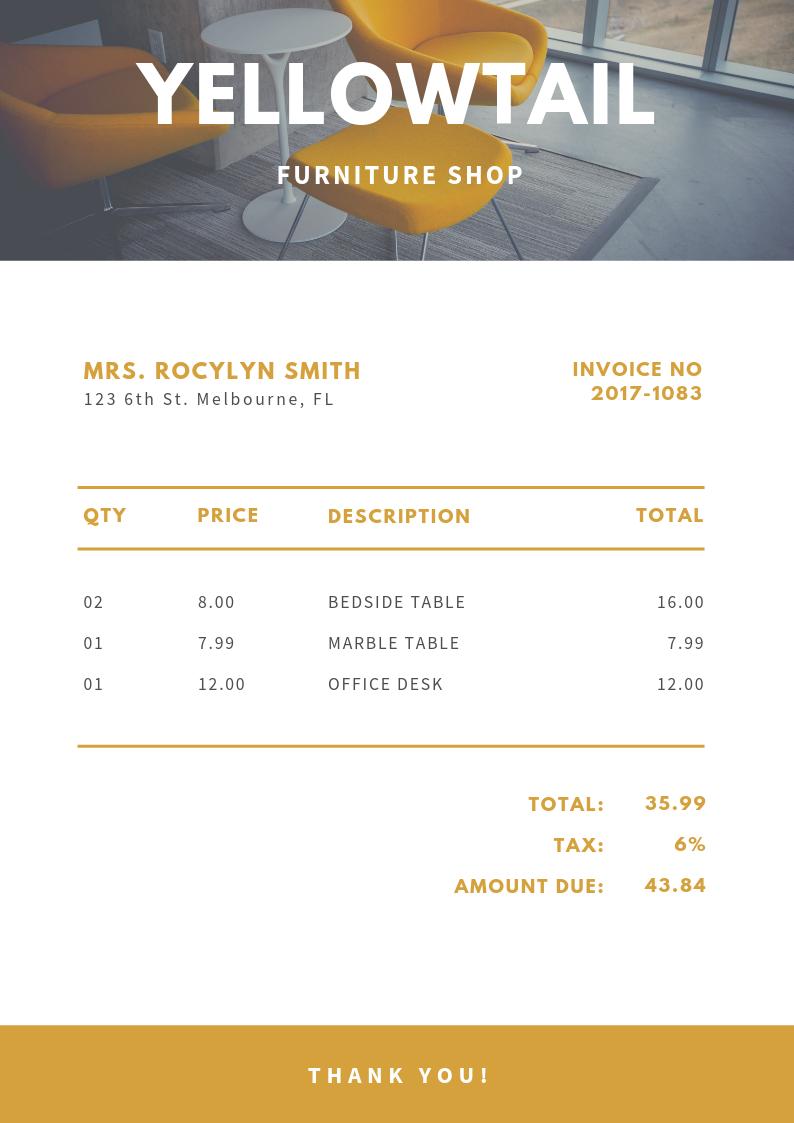 YELLOWTAIL
FURNITURE SHOP
MRS. ROCYLYN SMITH
123 6th St. Melbourne, FL
INVOICE NO
2017-1083
QTY PRICE DESCRIPTION TOTAL
02 8.00 BEDSIDE TABLE 16.00
01 7.99 MARBLE TABLE 7.99
01 12.00 OFFICE DESK 12.00
TOTAL: 35.99
TAX: 6%
AMOUNT DUE: 43.84
THANK YOU!